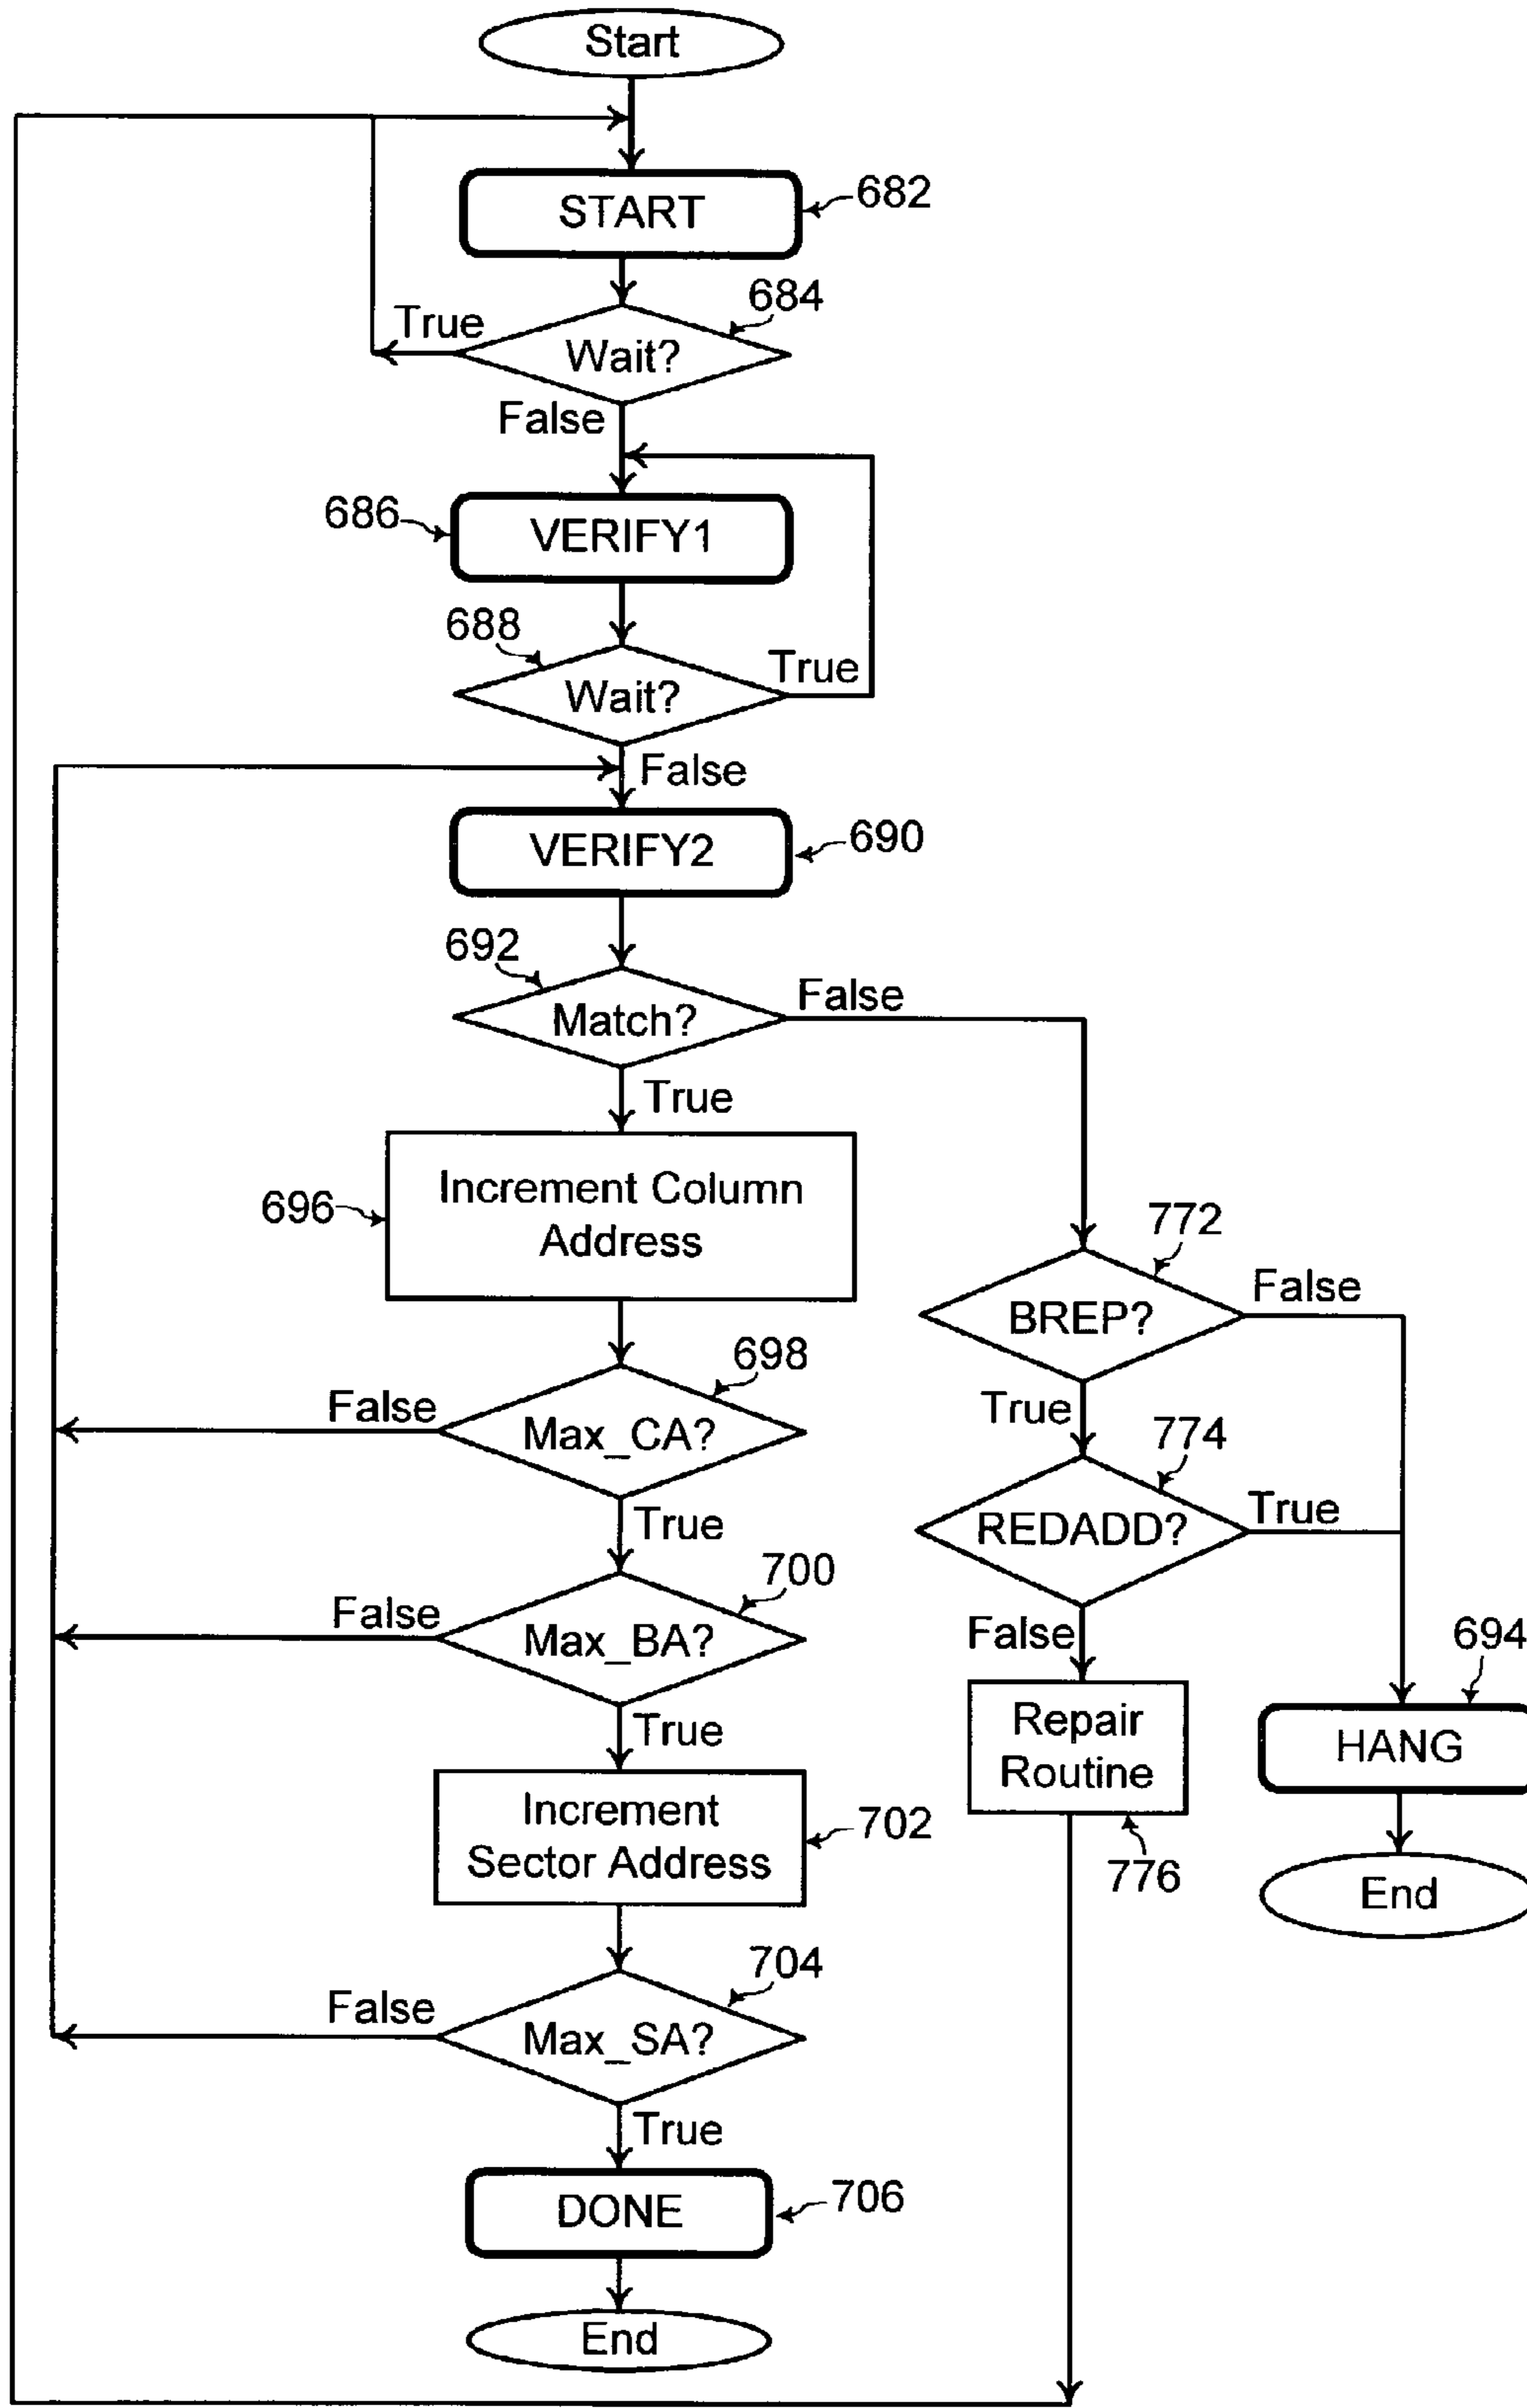 Start
START
682
684
True
Wait?
False
686
VERIFY1
688
True
Wait?
False
VERIFY2
690
692
False
Match?
True
Increment Column
Address
696
772
False
BREP?
698
False
Max_CA?
True
774
True
REDADD?
True
700
False
Max_BA?
False
694
True
Repair
Routine
HANG
Increment
Sector Address
702
776
End
704
False
Max_SA?
True
DONE
706
End